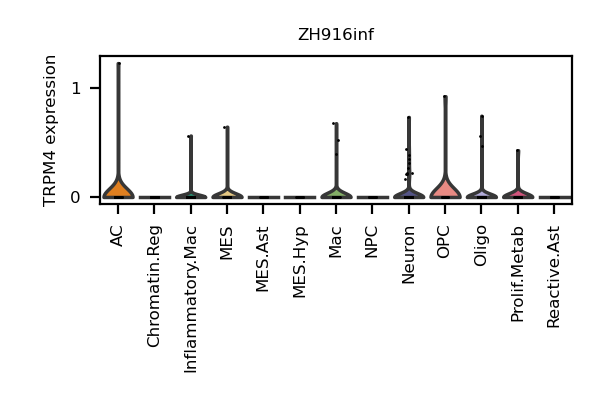 ZH916inf
TRPM4 expression
1
0
AC
Chromatin.Reg
Inflammatory.Mac
MES
MES.Ast
MES.Hyp
Mac
NPC
Neuron
OPC
Oligo
Prolif.Metab
Reactive.Ast